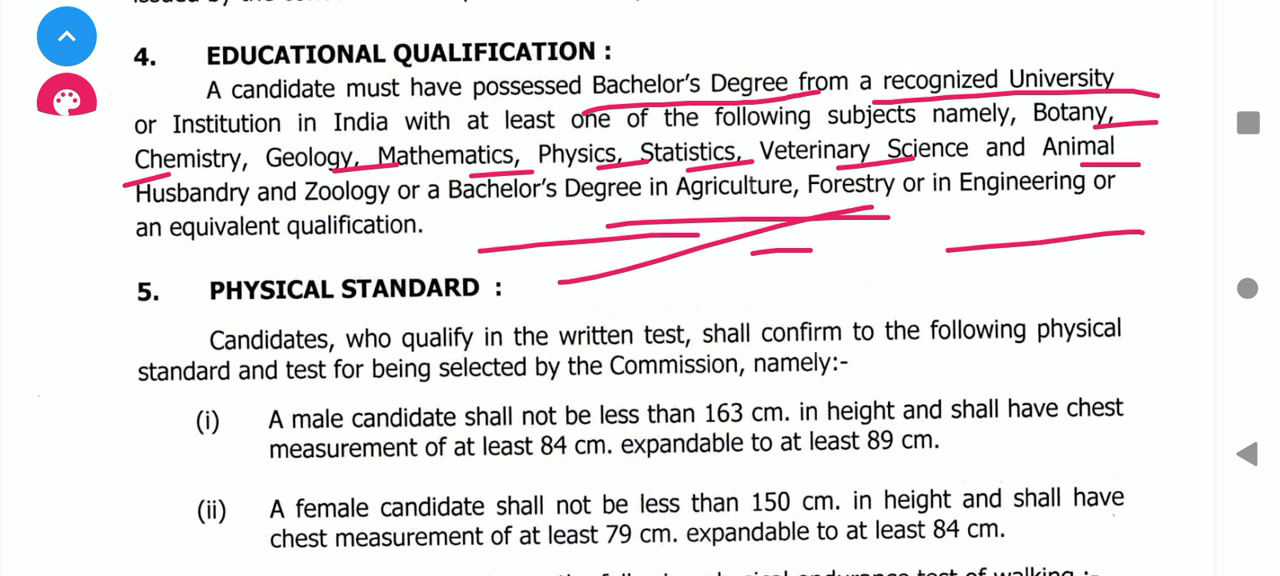 4. EDUCATIONAL QUALIFICATION :
A candidate must have possessed Bachelor's Degree from a recognized University
or Institution in India with at least one of the following subjects namely, Botany,
Chemistry, Geology, Mathematics, Physics, Statistics, Veterinary Science and Animal
Husbandry and Zoology or a Bachelor's Degree in Agriculture, Forestry or in Engineering or
an equivalent qualification.
5. PHYSICAL STANDARD :
Candidates, who qualify in the written test, shall confirm to the following physical
standard and test for being selected by the Commission, namely:-
(i) A male candidate shall not be less than 163 cm. in height and shall have chest
measurement of at least 84 cm. expandable to at least 89 cm.
(ii) A female candidate shall not be less than 150 cm. in height and shall have
chest measurement of at least 79 cm. expandable to at least 84 cm.
following physical endurance test of walking :-